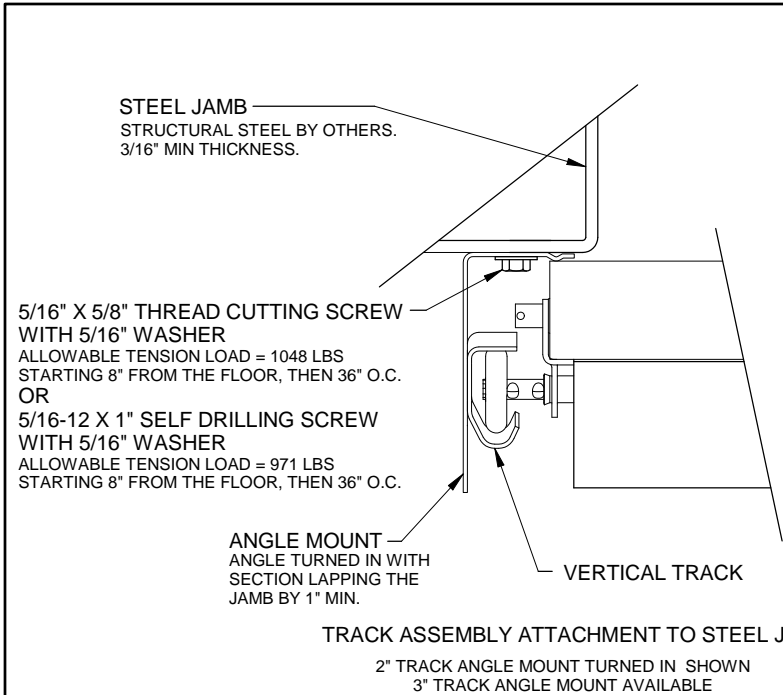 STEEL JAMB
STRUCTURAL STEEL BY OTHERS.
3/16" MIN THICKNESS.
5/16" X 5/8" THREAD CUTTING SCREW
WITH 5/16" WASHER
ALLOWABLE TENSION LOAD = 1048 LBS
STARTING 8" FROM THE FLOOR, THEN 36" O.C.
OR
5/16-12 X 1" SELF DRILLING SCREW
WITH 5/16" WASHER
ALLOWABLE TENSION LOAD = 971 LBS
STARTING 8" FROM THE FLOOR, THEN 36" O.C.
ANGLE MOUNT
ANGLE TURNED IN WITH
SECTION LAPPING THE
JAMB BY 1" MIN.
VERTICAL TRACK
TRACK ASSEMBLY ATTACHMENT TO STEEL J
2" TRACK ANGLE MOUNT TURNED IN SHOWN
3" TRACK ANGLE MOUNT AVAILABLE